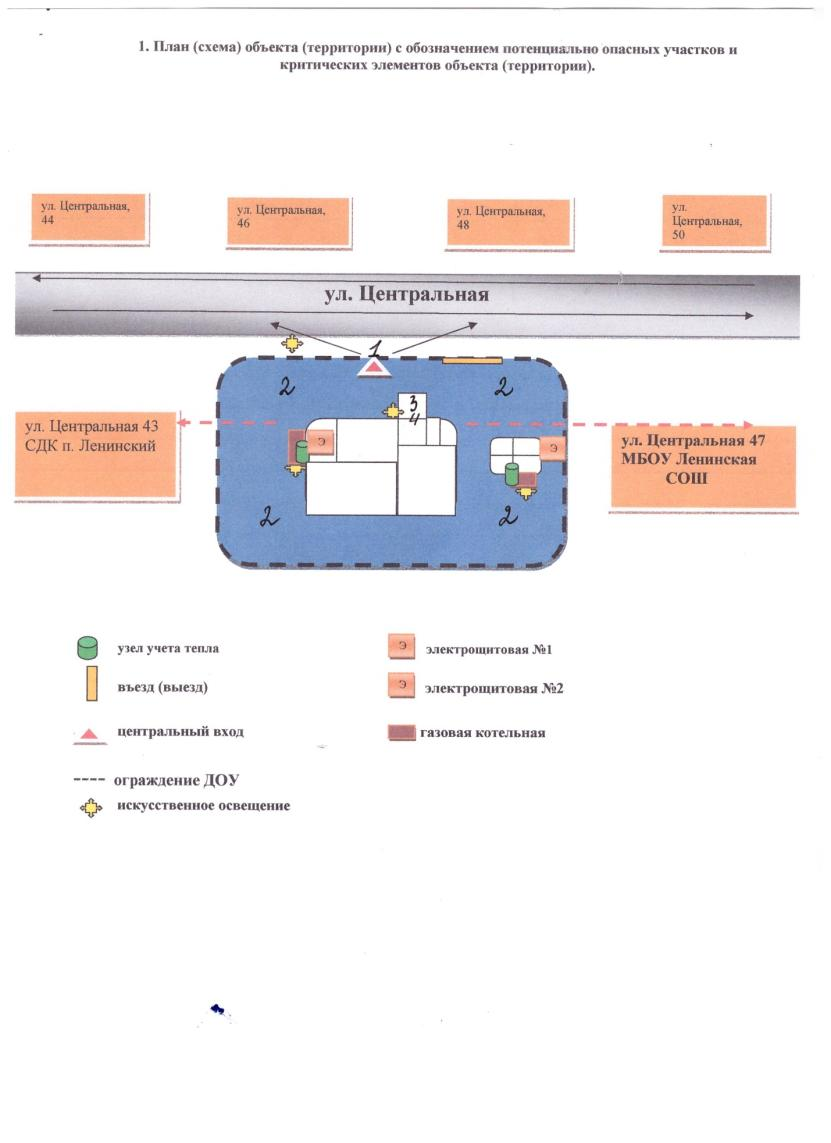 1. План (схема) объекта (территории) с обозначением потенциально опасных участков и
критических элементов объекта (территории).
ул. Центральная,
44
ул. Центральная,
46
ул. Центральная,
48
ул.
Центральная,
50
ул. Центральная
1
2
2
3
4
ул. Центральная 43
СДК п. Ленинский
Э
Э
ул. Центральная 47
МБОУ Ленинская
СОШ
2
2
узел учета тепла
Э
электрощитовая №1
въезд (выезд)
Э
электрощитовая №2
центральный вход
газовая котельная
ограждение ДОУ
искусственное освещение